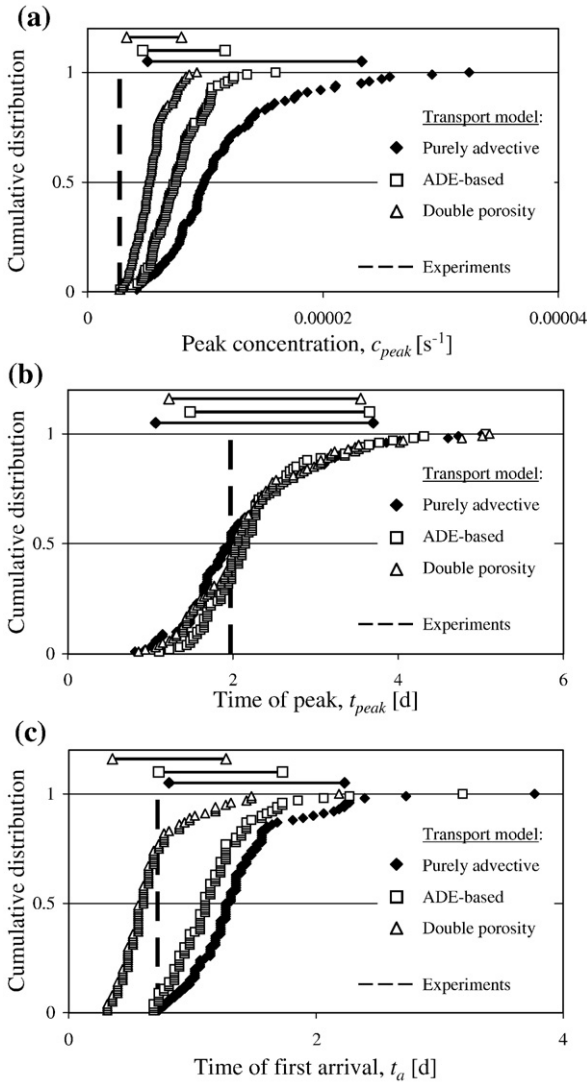 (a)
1
0.5
0
Cumulative distribution
Transport model:
Purely advective
ADE-based
Double porosity
Experiments
0
0.00002
0.00004
Peak concentration, c_peak [s⁻¹]
(b)
1
0.5
0
Cumulative distribution
Transport model:
Purely advective
ADE-based
Double porosity
Experiments
0
2
4
6
Time of peak, t_peak [d]
(c)
1
0.5
0
Cumulative distribution
Transport model:
Purely advective
ADE-based
Double porosity
Experiments
0
2
4
Time of first arrival, t_a [d]